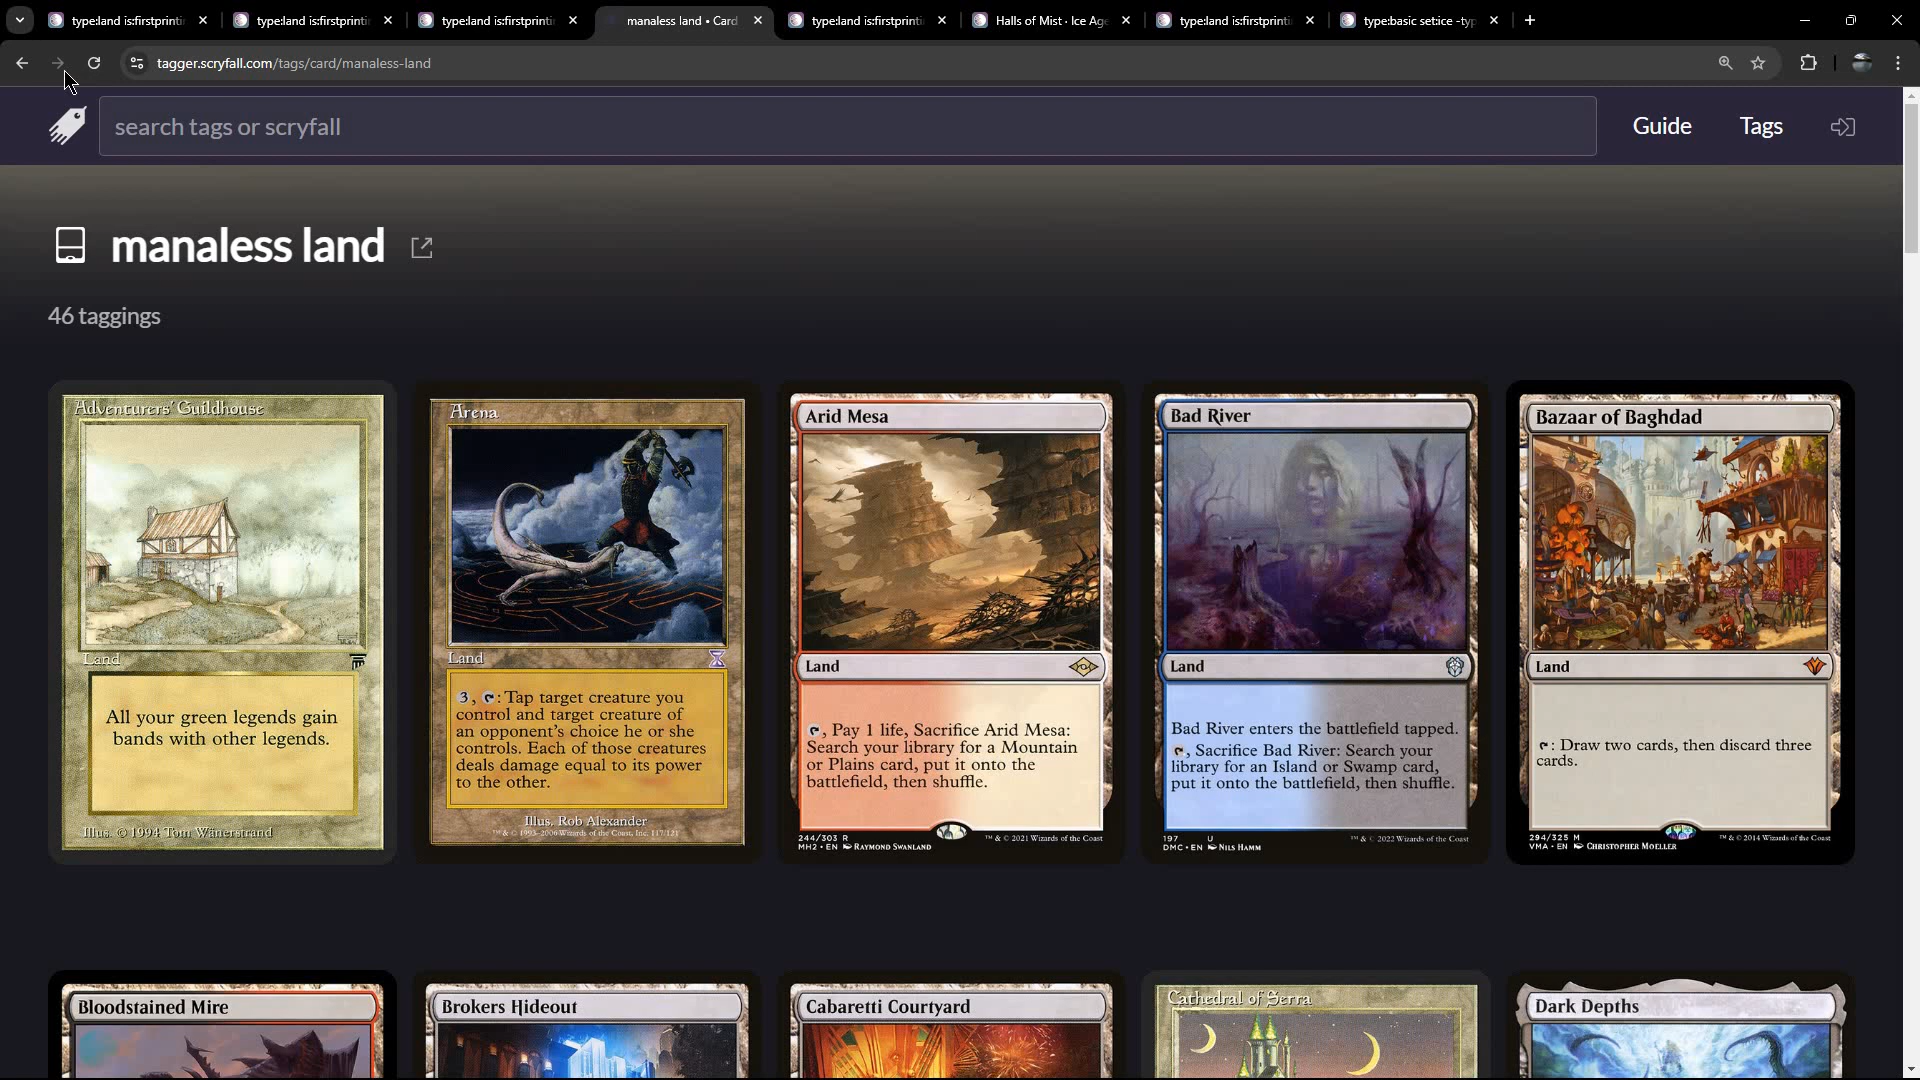 type:land is:firstprintin
type:land is:firstprintin
type:land is:firstprintin
manaless land • Card
type:land is:firstprintin
Halls of Mist · Ice Age
type:land is:firstprintin
type:basic set:ice -typ
tagger.scryfall.com/tags/card/manaless-land
search tags or scryfall
Guide
Tags
manaless land
46 taggings
Adventurers' Guildhouse
Land
All your green legends gain
bands with other legends.
Illus. © 1994 Tom Wänerstrand
Arena
Land
3, : Tap target creature you
control and target creature of
an opponent's choice he or she
controls. Each of those creatures
deals damage equal to its power
to the other.
Illus. Rob Alexander
™ & © 1993–2006 Wizards of the Coast, Inc. 117/121
Arid Mesa
Land
, Pay 1 life, Sacrifice Arid Mesa:
Search your library for a Mountain
or Plains card, put it onto the
battlefield, then shuffle.
244/303 R
MH2 • EN RAYMOND SWANLAND
™ & © 2021 Wizards of the Coast
Bad River
Land
Bad River enters the battlefield tapped.
, Sacrifice Bad River: Search your
library for an Island or Swamp card,
put it onto the battlefield, then shuffle.
197 U
DMC • EN NILS HAMM
™ & © 2022 Wizards of the Coast
Bazaar of Baghdad
Land
: Draw two cards, then discard three
cards.
294/325 M
VMA • EN CHRISTOPHER MOELLER
™ & © 2014 Wizards of the Coast
Bloodstained Mire
Brokers Hideout
Cabaretti Courtyard
Cathedral of Serra
Dark Depths